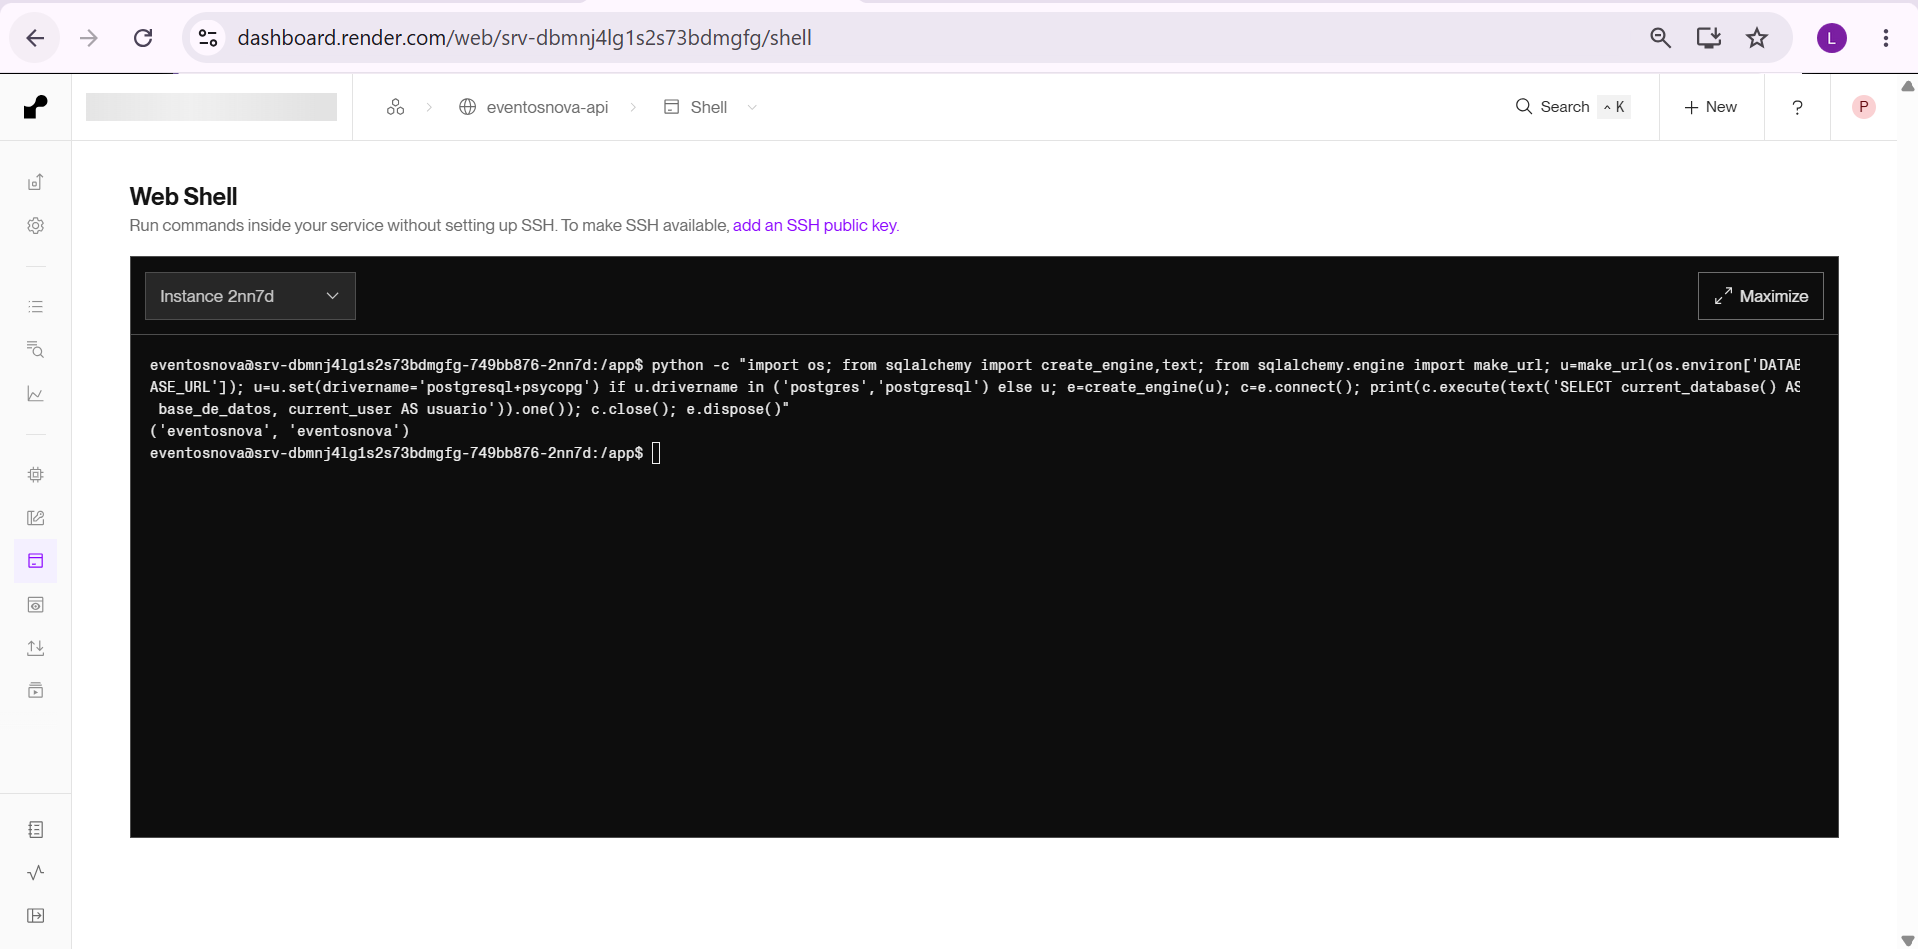 dashboard.render.com/web/srv-dbmnj4lg1s2s73bdmgfg/shell
L
eventosnova-api
Shell
Search
^ K
+ New
?
P
Web Shell
Run commands inside your service without setting up SSH. To make SSH available, add an SSH public key.
Instance 2nn7d
Maximize
eventosnova@srv-dbmnj4lg1s2s73bdmgfg-749bb876-2nn7d:/app$ python -c "import os; from sqlalchemy import create_engine,text; from sqlalchemy.engine import make_url; u=make_url(os.environ['DATAB
ASE_URL']); u=u.set(drivername='postgresql+psycopg') if u.drivername in ('postgres','postgresql') else u; e=create_engine(u); c=e.connect(); print(c.execute(text('SELECT current_database() AS
base_de_datos, current_user AS usuario')).one()); c.close(); e.dispose()"
('eventosnova', 'eventosnova')
eventosnova@srv-dbmnj4lg1s2s73bdmgfg-749bb876-2nn7d:/app$